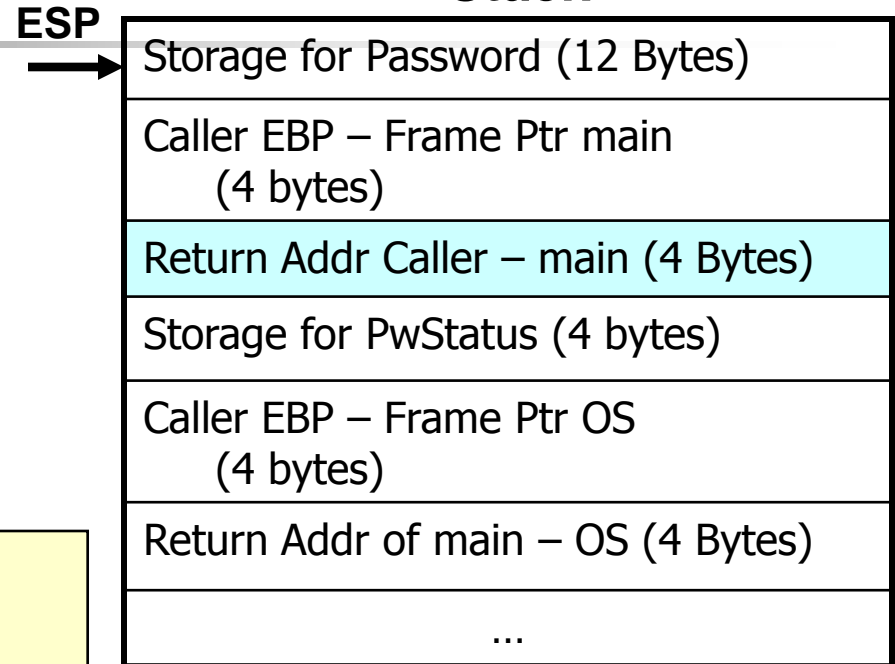 ESP
Storage for Password (12 Bytes)
Caller EBP – Frame Ptr main
(4 bytes)
Return Addr Caller – main (4 Bytes)
Storage for PwStatus (4 bytes)
Caller EBP – Frame Ptr OS
(4 bytes)
Return Addr of main – OS (4 Bytes)
…